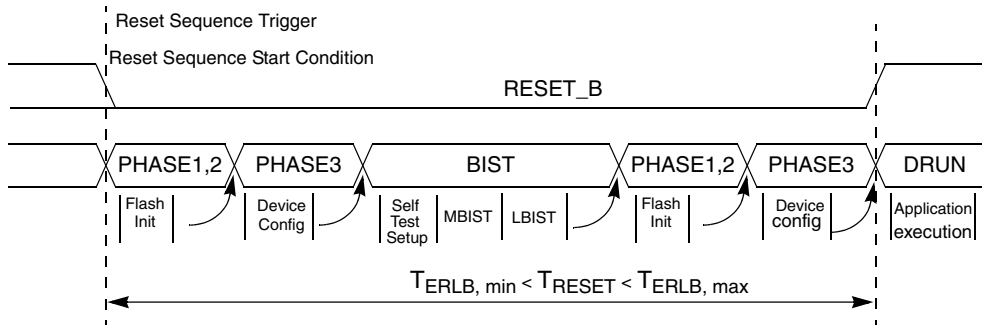 Reset Sequence Trigger
Reset Sequence Start Condition
RESET_B
PHASE1,2 PHASE3 BIST PHASE1,2 PHASE3 DRUN
Flash Init
Device Config
Self Test Setup
MBIST
LBIST
Flash Init
Device config
Application execution
TERLB, min < TRESET < TERLB, max